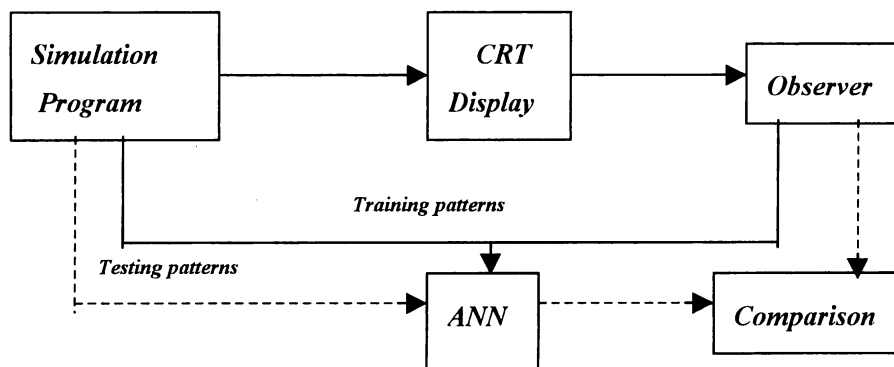 Simulation
Program
CRT
Display
Observer
Training patterns
Testing patterns
ANN
Comparison